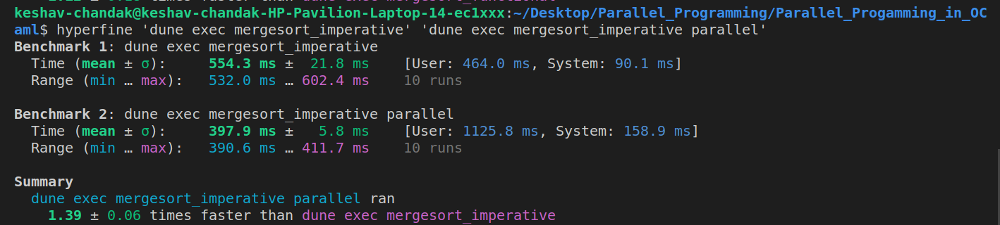 keshav-chandak@keshav-chandak-HP-Pavilion-Laptop-14-ec1xxx:~/Desktop/Parallel_Programming/Parallel_Progamming_in_OC
aml$ hyperfine 'dune exec mergesort_imperative' 'dune exec mergesort_imperative parallel'
Benchmark 1: dune exec mergesort_imperative
  Time (mean ± σ):     554.3 ms ±  21.8 ms    [User: 464.0 ms, System: 90.1 ms]
  Range (min … max):   532.0 ms … 602.4 ms    10 runs

Benchmark 2: dune exec mergesort_imperative parallel
  Time (mean ± σ):     397.9 ms ±   5.8 ms    [User: 1125.8 ms, System: 158.9 ms]
  Range (min … max):   390.6 ms … 411.7 ms    10 runs

Summary
  dune exec mergesort_imperative parallel ran
    1.39 ± 0.06 times faster than dune exec mergesort_imperative